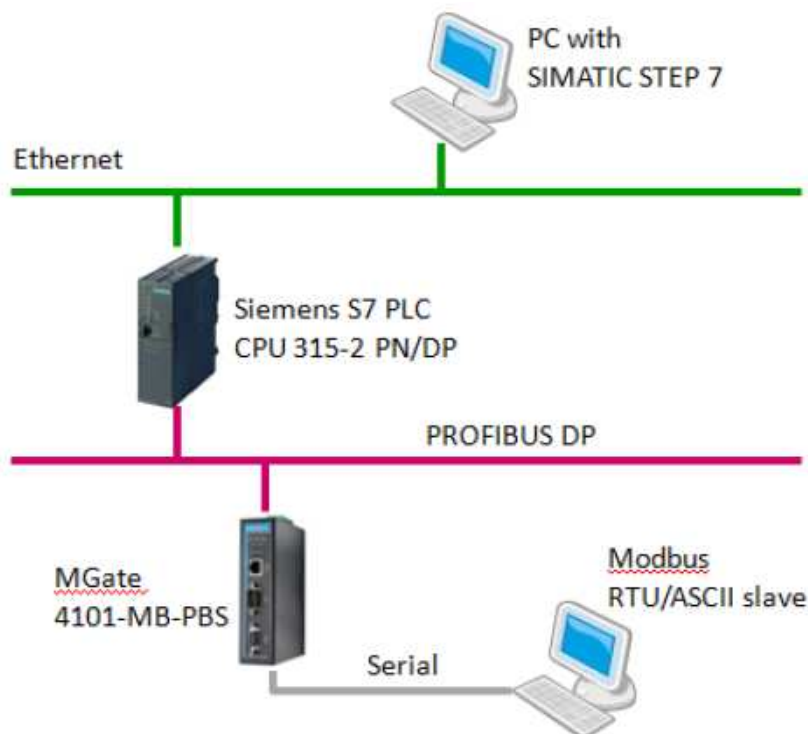 PC with
SIMATIC STEP 7
Ethernet
Siemens S7 PLC
CPU 315-2 PN/DP
PROFIBUS DP
MGate
4101-MB-PBS
Modbus
RTU/ASCII slave
Serial